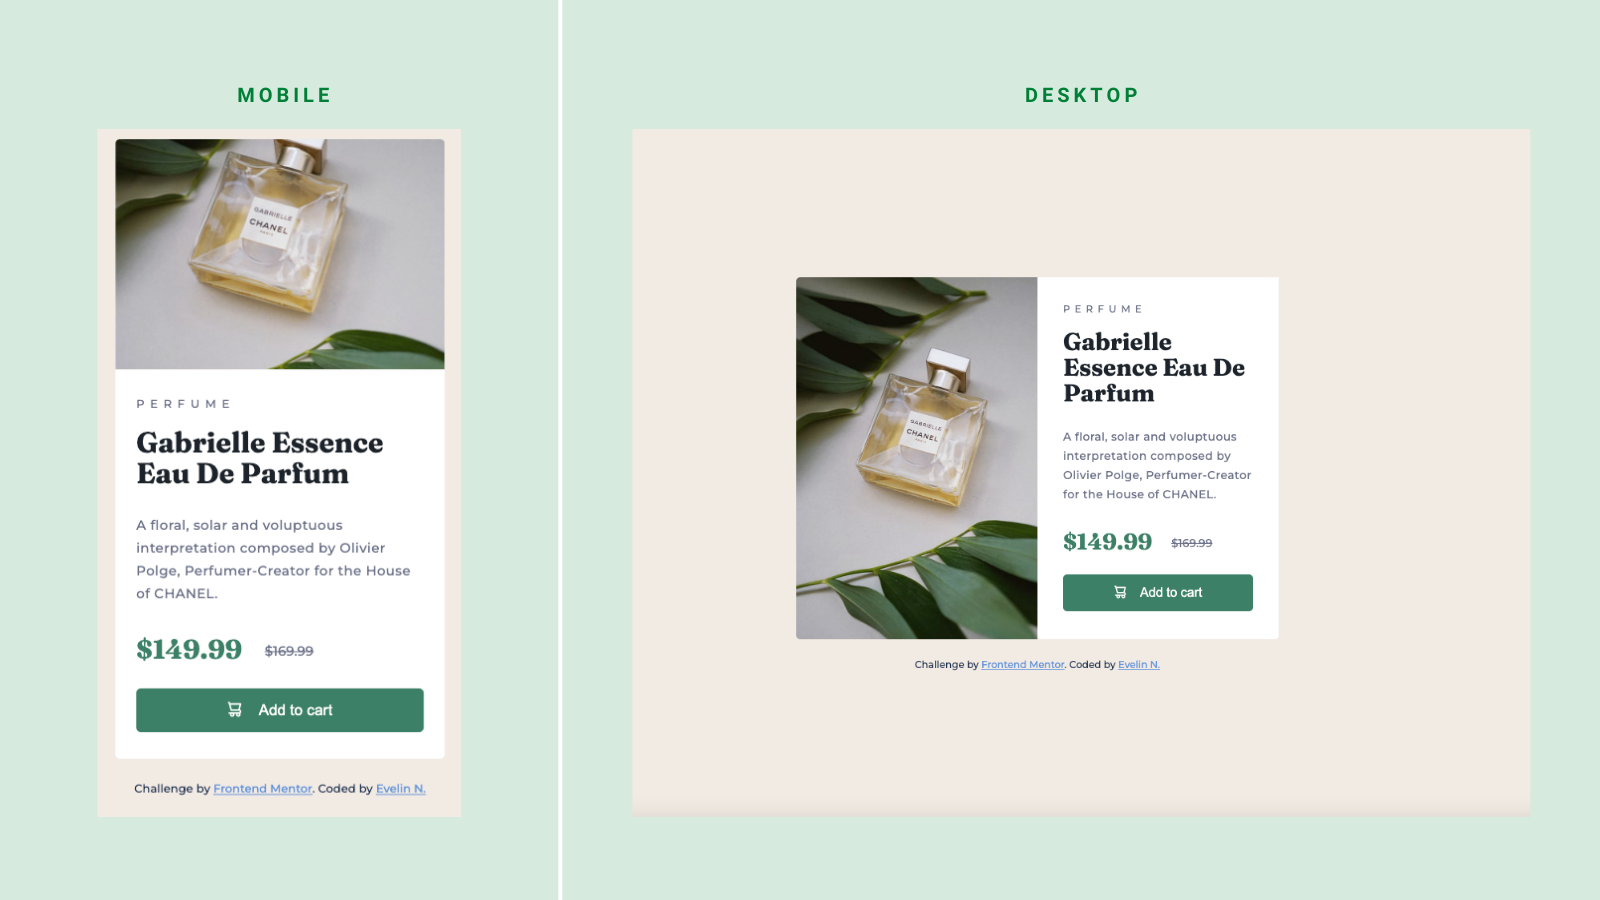 MOBILE
GABRIELLE
CHANEL
PARIS
PERFUME
Gabrielle Essence
Eau De Parfum
A floral, solar and voluptuous
interpretation composed by Olivier
Polge, Perfumer-Creator for the House
of CHANEL.
$149.99 $169.99
Add to cart
Challenge by Frontend Mentor. Coded by Evelin N.
DESKTOP
GABRIELLE
CHANEL
PARIS
PERFUME
Gabrielle
Essence Eau De
Parfum
A floral, solar and voluptuous
interpretation composed by
Olivier Polge, Perfumer-Creator
for the House of CHANEL.
$149.99 $169.99
Add to cart
Challenge by Frontend Mentor. Coded by Evelin N.